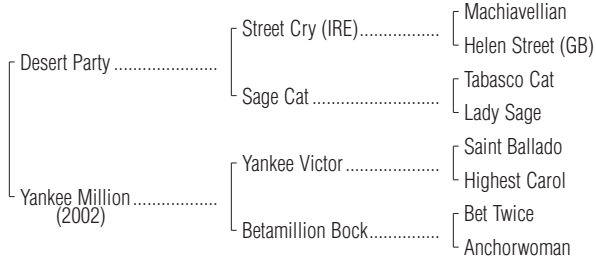 Machiavellian
Street Cry (IRE)..................
Helen Street (GB)
Desert Party .......................
Tabasco Cat
Sage Cat ............................
Lady Sage
Saint Ballado
Yankee Victor .....................
Highest Carol
Yankee Million ..................
(2002)
Bet Twice
Betamillion Bock...............
Anchorwoman